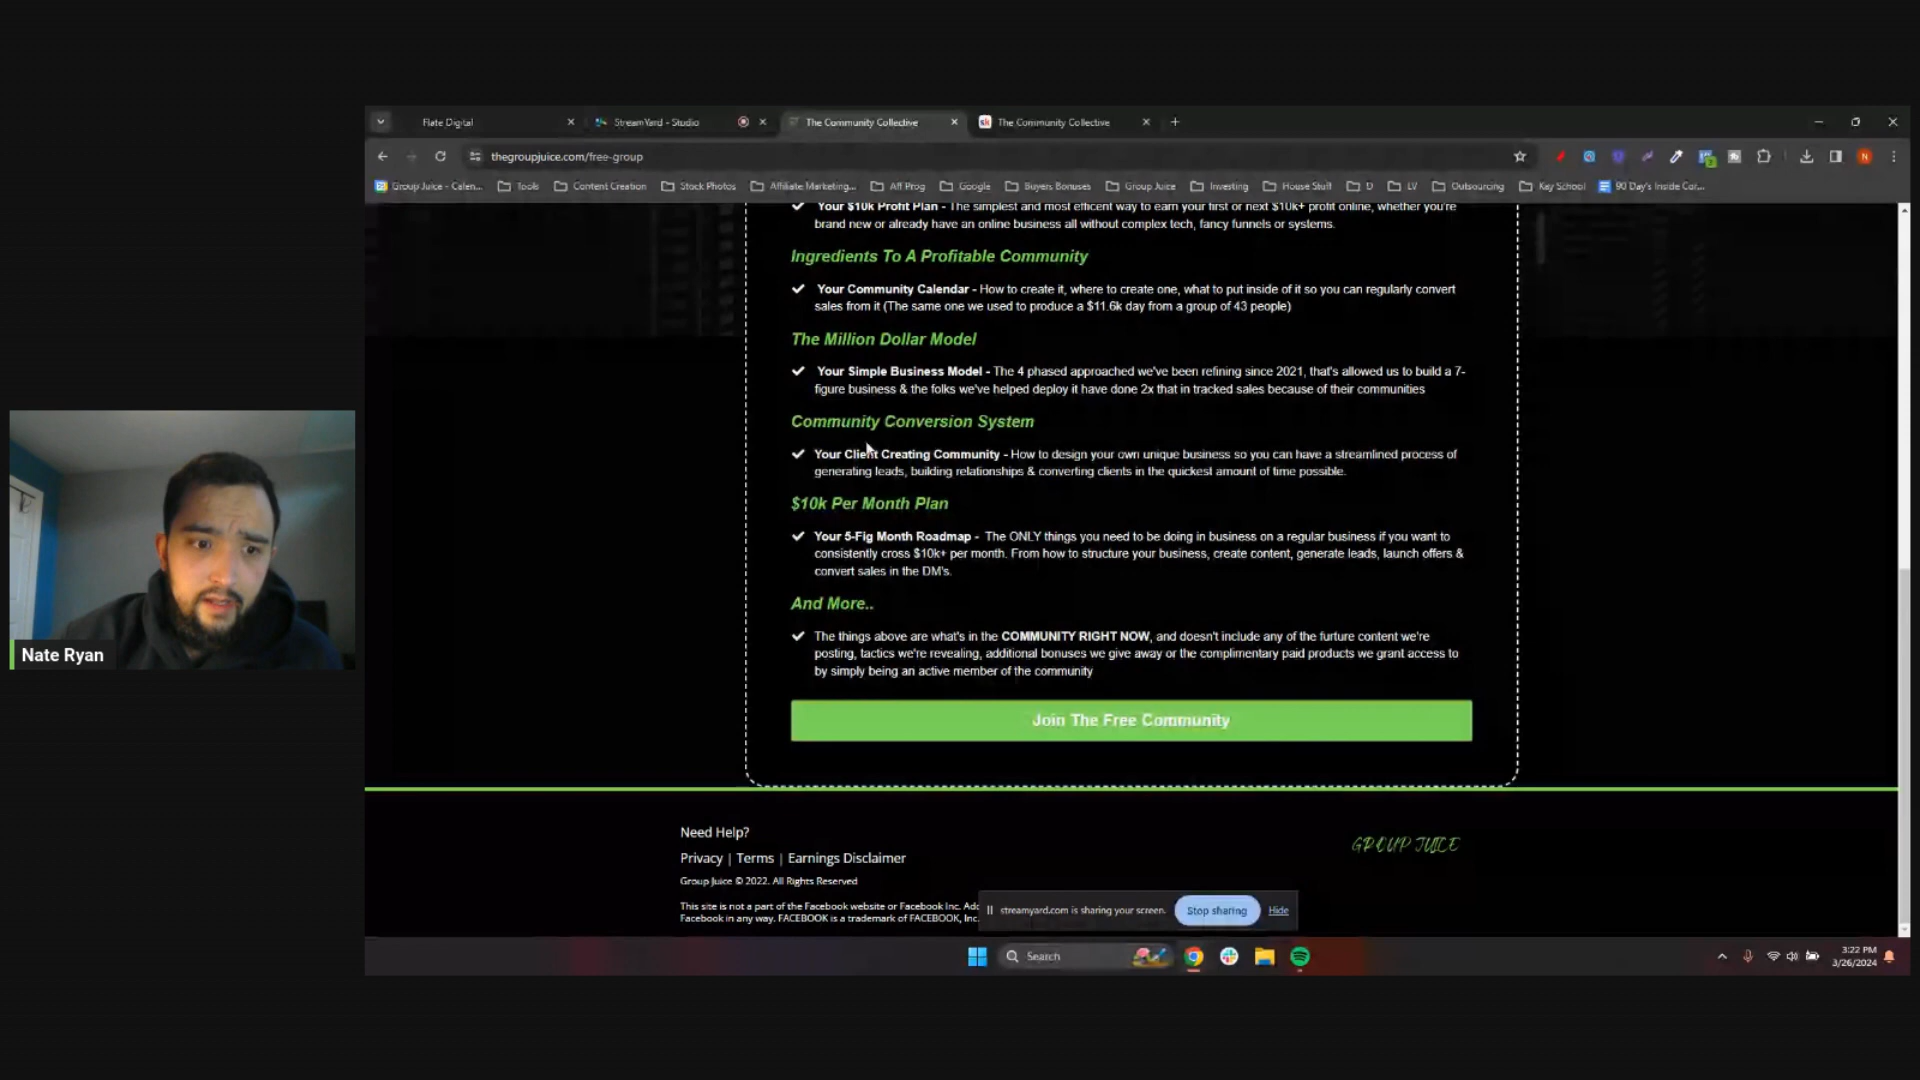 Flate Digital
StreamYard - Studio
The Community Collective
The Community Collective
thegroupjuice.com/free-group
Group Juice - Calen...
Tools
Content Creation
Stock Photos
Affiliate Marketing...
Aff Prog
Google
Buyers Bonuses
Group Juice
Investing
House Stuff
D
LV
Outsourcing
Kay School
90 Day's Inside Cor...
Your $10k Profit Plan - The simplest and most efficent way to earn your first or next $10k+ profit online, whether you're
brand new or already have an online business all without complex tech, fancy funnels or systems.
Ingredients To A Profitable Community
Your Community Calendar - How to create it, where to create one, what to put inside of it so you can regularly convert
sales from it (The same one we used to produce a $11.6k day from a group of 43 people)
The Million Dollar Model
Your Simple Business Model - The 4 phased approached we've been refining since 2021, that's allowed us to build a 7-
figure business & the folks we've helped deploy it have done 2x that in tracked sales because of their communities
Community Conversion System
Your Client Creating Community - How to design your own unique business so you can have a streamlined process of
generating leads, building relationships & converting clients in the quickest amount of time possible.
$10k Per Month Plan
Your 5-Fig Month Roadmap - The ONLY things you need to be doing in business on a regular business if you want to
consistently cross $10k+ per month. From how to structure your business, create content, generate leads, launch offers &
convert sales in the DM's.
And More..
The things above are what's in the COMMUNITY RIGHT NOW, and doesn't include any of the furture content we're
posting, tactics we're revealing, additional bonuses we give away or the complimentary paid products we grant access to
by simply being an active member of the community
Join The Free Community
Nate Ryan
Need Help?
Privacy | Terms | Earnings Disclaimer
GROUP JUICE
Group Juice © 2022. All Rights Reserved
This site is not a part of the Facebook website or Facebook Inc.
Facebook in any way. FACEBOOK is a trademark of FACEBOOK, Inc.
streamyard.com is sharing your screen.
Stop sharing
Hide
Search
3:22 PM
3/26/2024